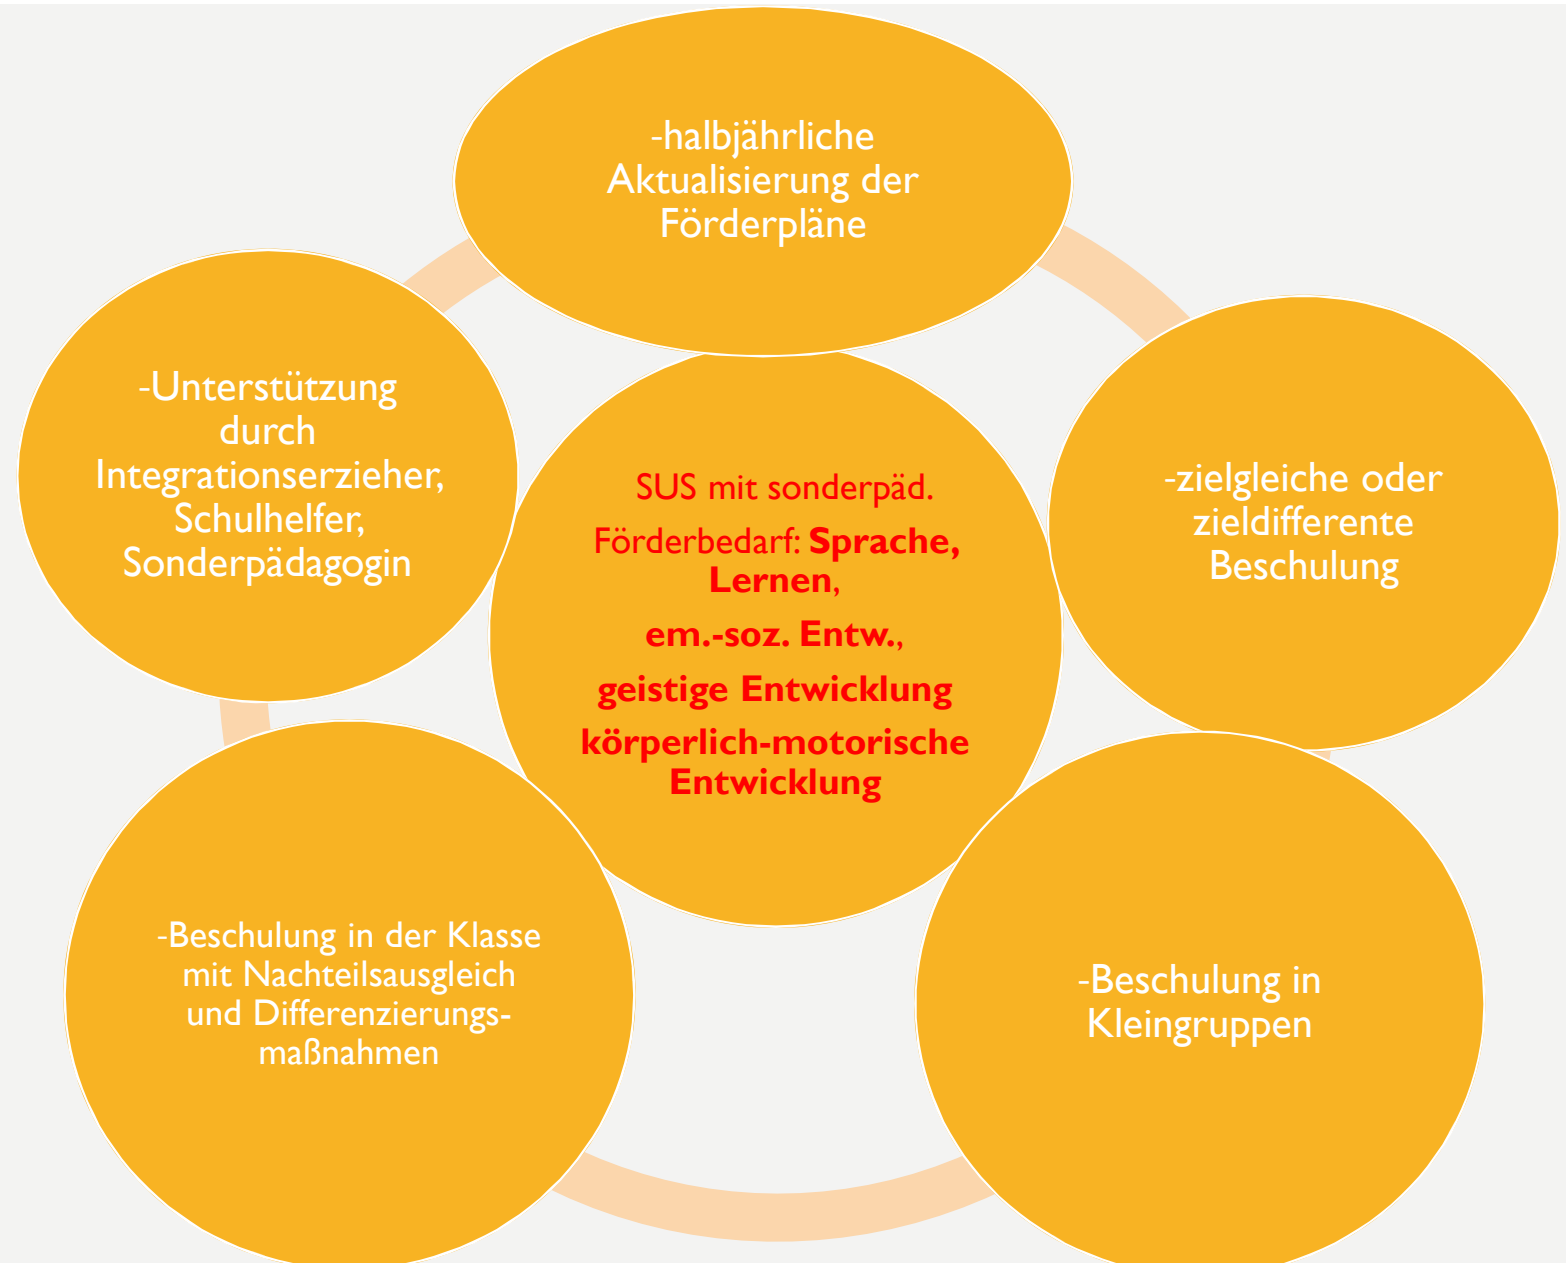 -halbjährliche
Aktualisierung der
Förderpläne
-Unterstützung
durch
Integrationserzieher,
Schulhelfer,
Sonderpädagogin
SUS mit sonderpäd.
Förderbedarf: Sprache,
Lernen,
em.-soz. Entw.,
geistige Entwicklung
körperlich-motorische
Entwicklung
-zielgleiche oder
zieldifferente
Beschulung
-Beschulung in der Klasse
mit Nachteilsausgleich
und Differenzierungs-
maßnahmen
-Beschulung in
Kleingruppen